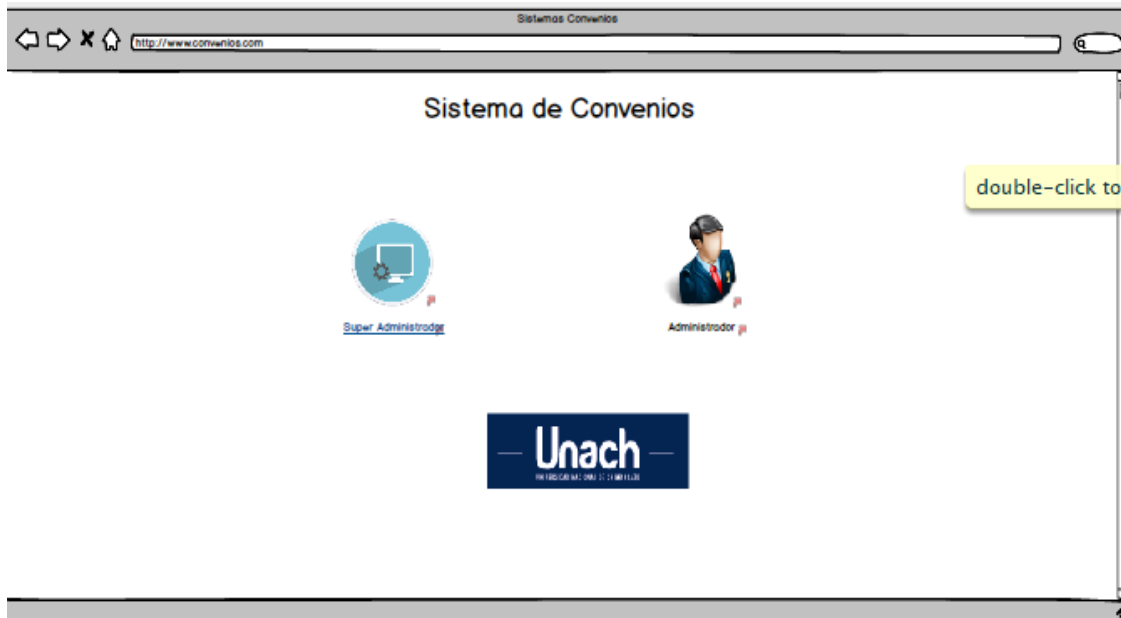 Sistemas Convenios
http://www.convenios.com
Sistema de Convenios
double-click to
Super Administrador
Administrador
Unach